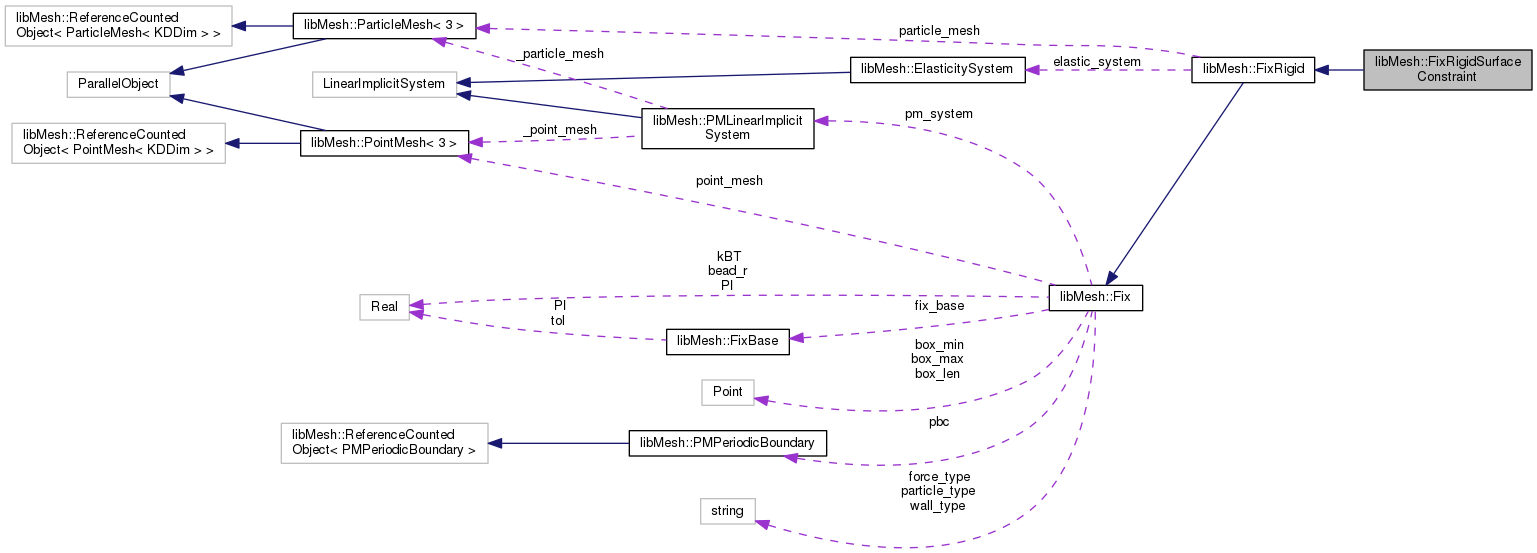 libMesh::ReferenceCounted
Object< ParticleMesh< KDDim > >
libMesh::ParticleMesh< 3 >
particle_mesh
_particle_mesh
elastic_system
libMesh::FixRigidSurface
Constraint
libMesh::FixRigid
libMesh::ElasticitySystem
ParallelObject
LinearImplicitSystem
libMesh::PMLinearImplicit
System
pm_system
_point_mesh
libMesh::ReferenceCounted
Object< PointMesh< KDDim > >
libMesh::PointMesh< 3 >
point_mesh
kBT
bead_r
PI
libMesh::Fix
Real
PI
tol
fix_base
libMesh::FixBase
box_min
box_max
box_len
Point
pbc
libMesh::ReferenceCounted
Object< PMPeriodicBoundary >
libMesh::PMPeriodicBoundary
force_type
particle_type
wall_type
string